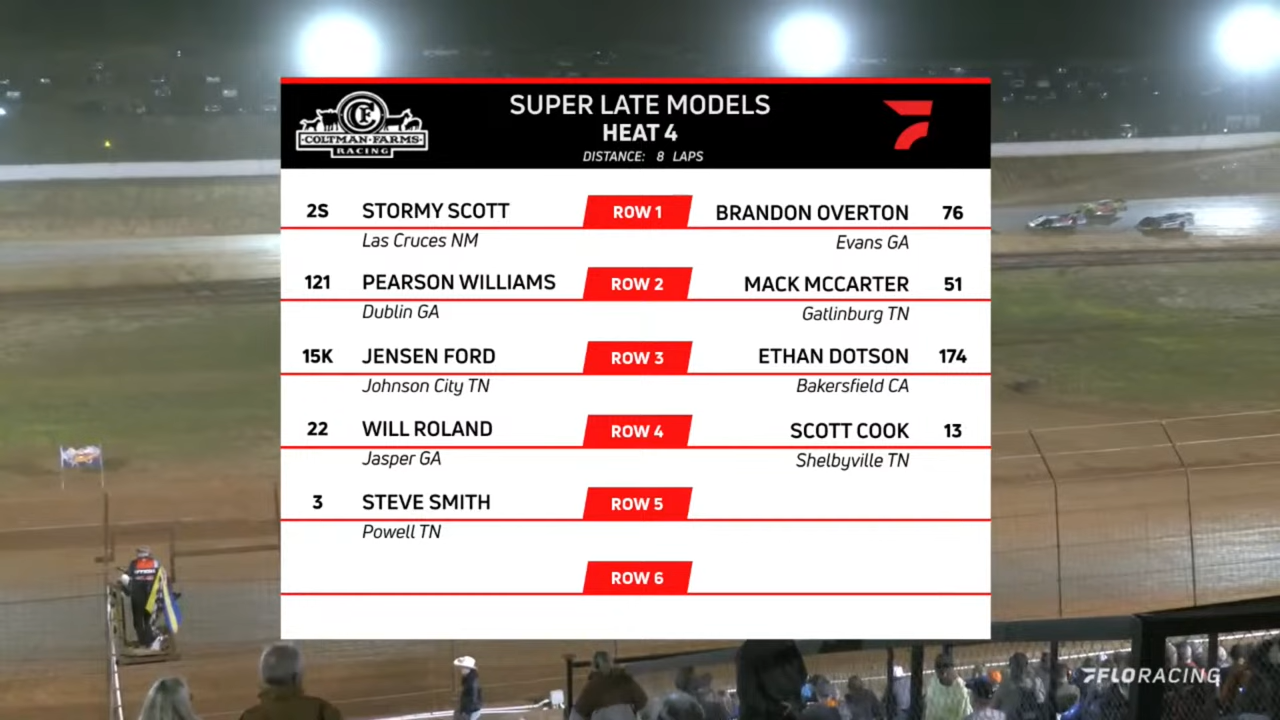 SUPER LATE MODELS
COLTMAN FARMS
RACING
HEAT 4
DISTANCE: 8 LAPS
2S STORMY SCOTT ROW 1 BRANDON OVERTON 76
Las Cruces NM Evans GA
121 PEARSON WILLIAMS ROW 2 MACK MCCARTER 51
Dublin GA Gatlinburg TN
15K JENSEN FORD ROW 3 ETHAN DOTSON 174
Johnson City TN Bakersfield CA
22 WILL ROLAND ROW 4 SCOTT COOK 13
Jasper GA Shelbyville TN
3 STEVE SMITH ROW 5
Powell TN
ROW 6
FLORACING